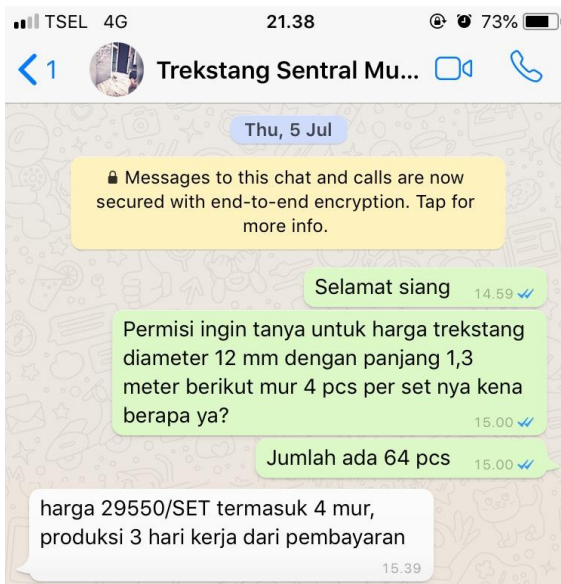 TSEL 4G 21.38 73%
1 Trekstang Sentral Mu...
Thu, 5 Jul
Messages to this chat and calls are now
secured with end-to-end encryption. Tap for
more info.
Selamat siang 14.59
Permisi ingin tanya untuk harga trekstang
diameter 12 mm dengan panjang 1,3
meter berikut mur 4 pcs per set nya kena
berapa ya?
15.00
Jumlah ada 64 pcs 15.00
harga 29550/SET termasuk 4 mur,
produksi 3 hari kerja dari pembayaran
15.39